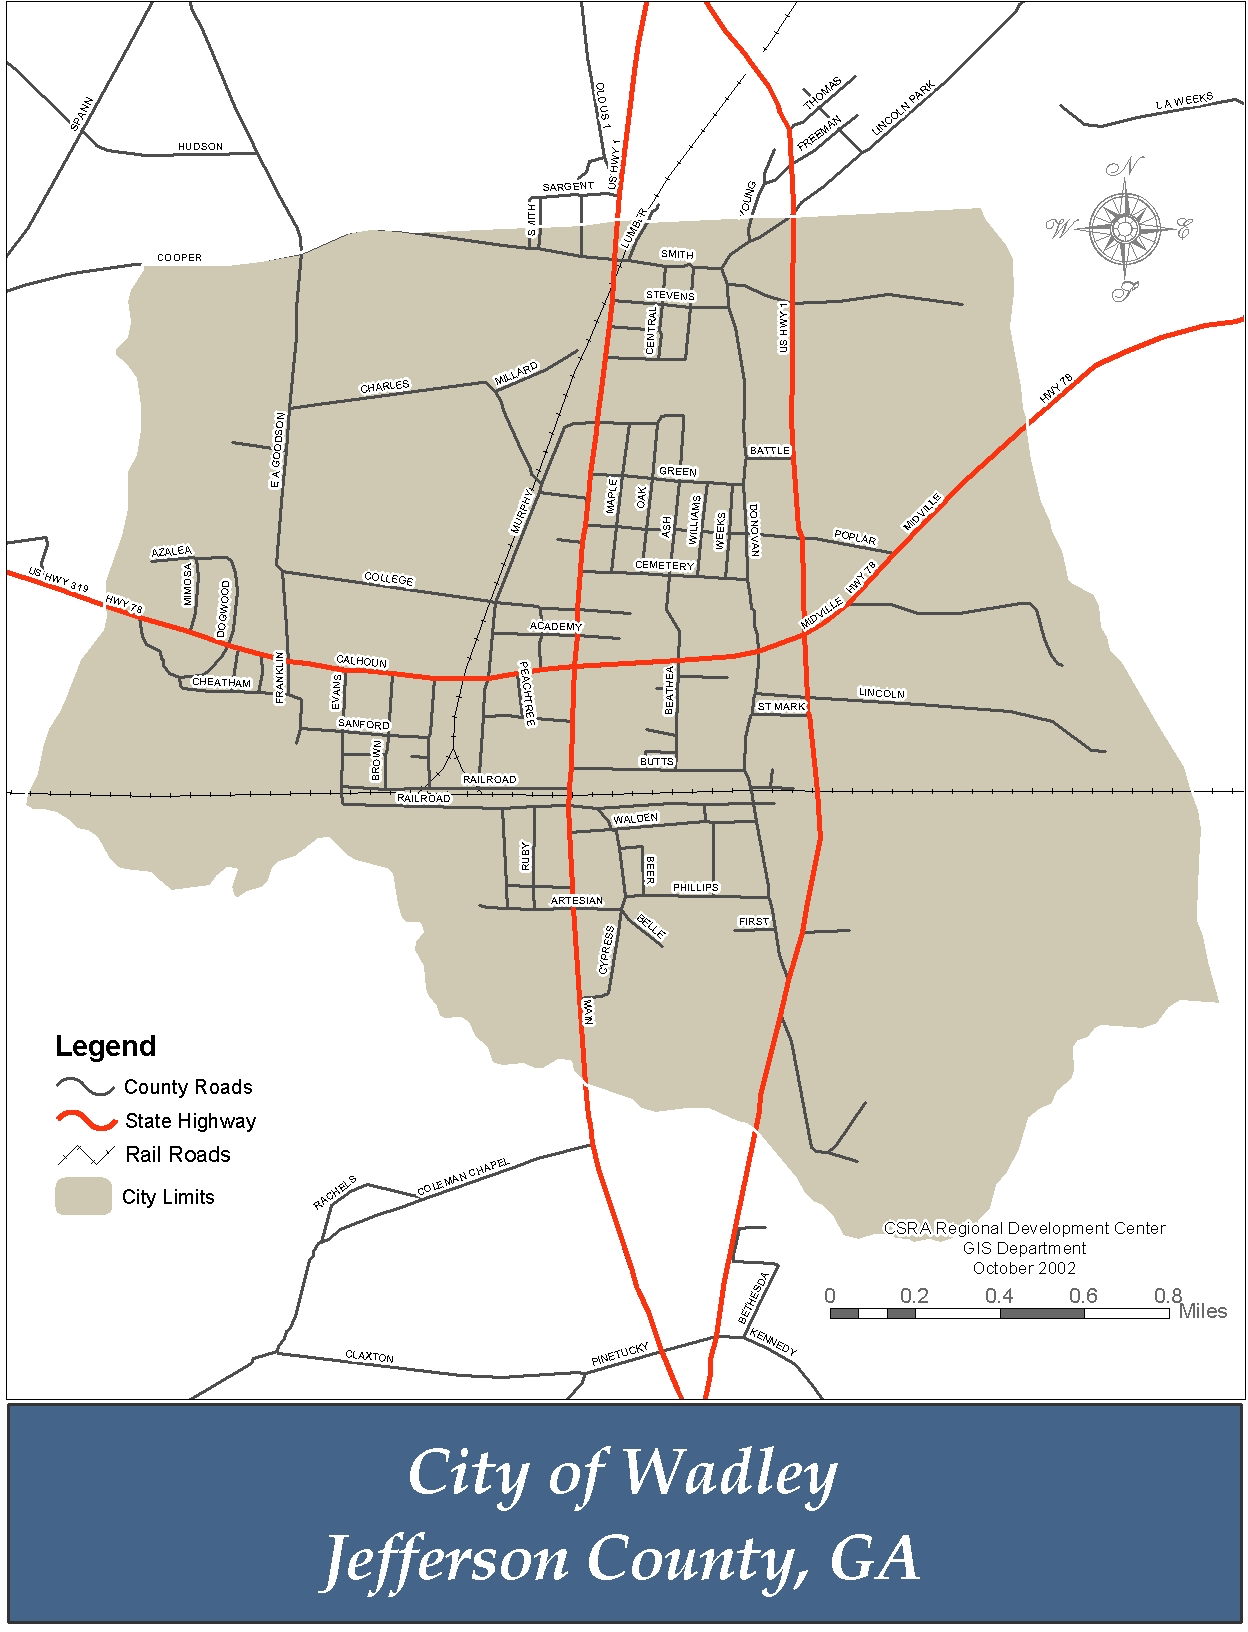 SPANN
HUDSON
COOPER
OLD US 1
US HWY 1
SARGENT
SMITH
LUMBER
YOUNG
THOMAS
FREEMAN
LINCOLN PARK
L A WEEKS
N
W
E
S
SMITH
STEVENS
CENTRAL
US HWY 1
HWY 78
CHARLES
MILLARD
E A GOODSON
BATTLE
GREEN
MAPLE
OAK
ASH
WILLIAMS
WEEKS
DONOVAN
MURPHY
POPLAR
MIDVILLE
HWY 78
MIDVILLE
CEMETERY
AZALEA
MIMOSA
DOGWOOD
COLLEGE
US HWY 319
HWY 78
ACADEMY
CALHOUN
CHEATHAM
FRANKLIN
EVANS
PEACHTREE
BEATHEA
LINCOLN
ST MARK
SANFORD
BROWN
BUTTS
RAILROAD
RAILROAD
WALDEN
RUBY
BEER
PHILLIPS
ARTESIAN
BELLE
FIRST
CYPRESS
MAIN
Legend
County Roads
State Highway
Rail Roads
City Limits
RACHELS
COLEMAN CHAPEL
CSRA Regional Development Center
GIS Department
October 2002
0 0.2 0.4 0.6 0.8
Miles
BETHESDA
KENNEDY
PINETUCKY
CLAXTON
City of Wadley
Jefferson County, GA